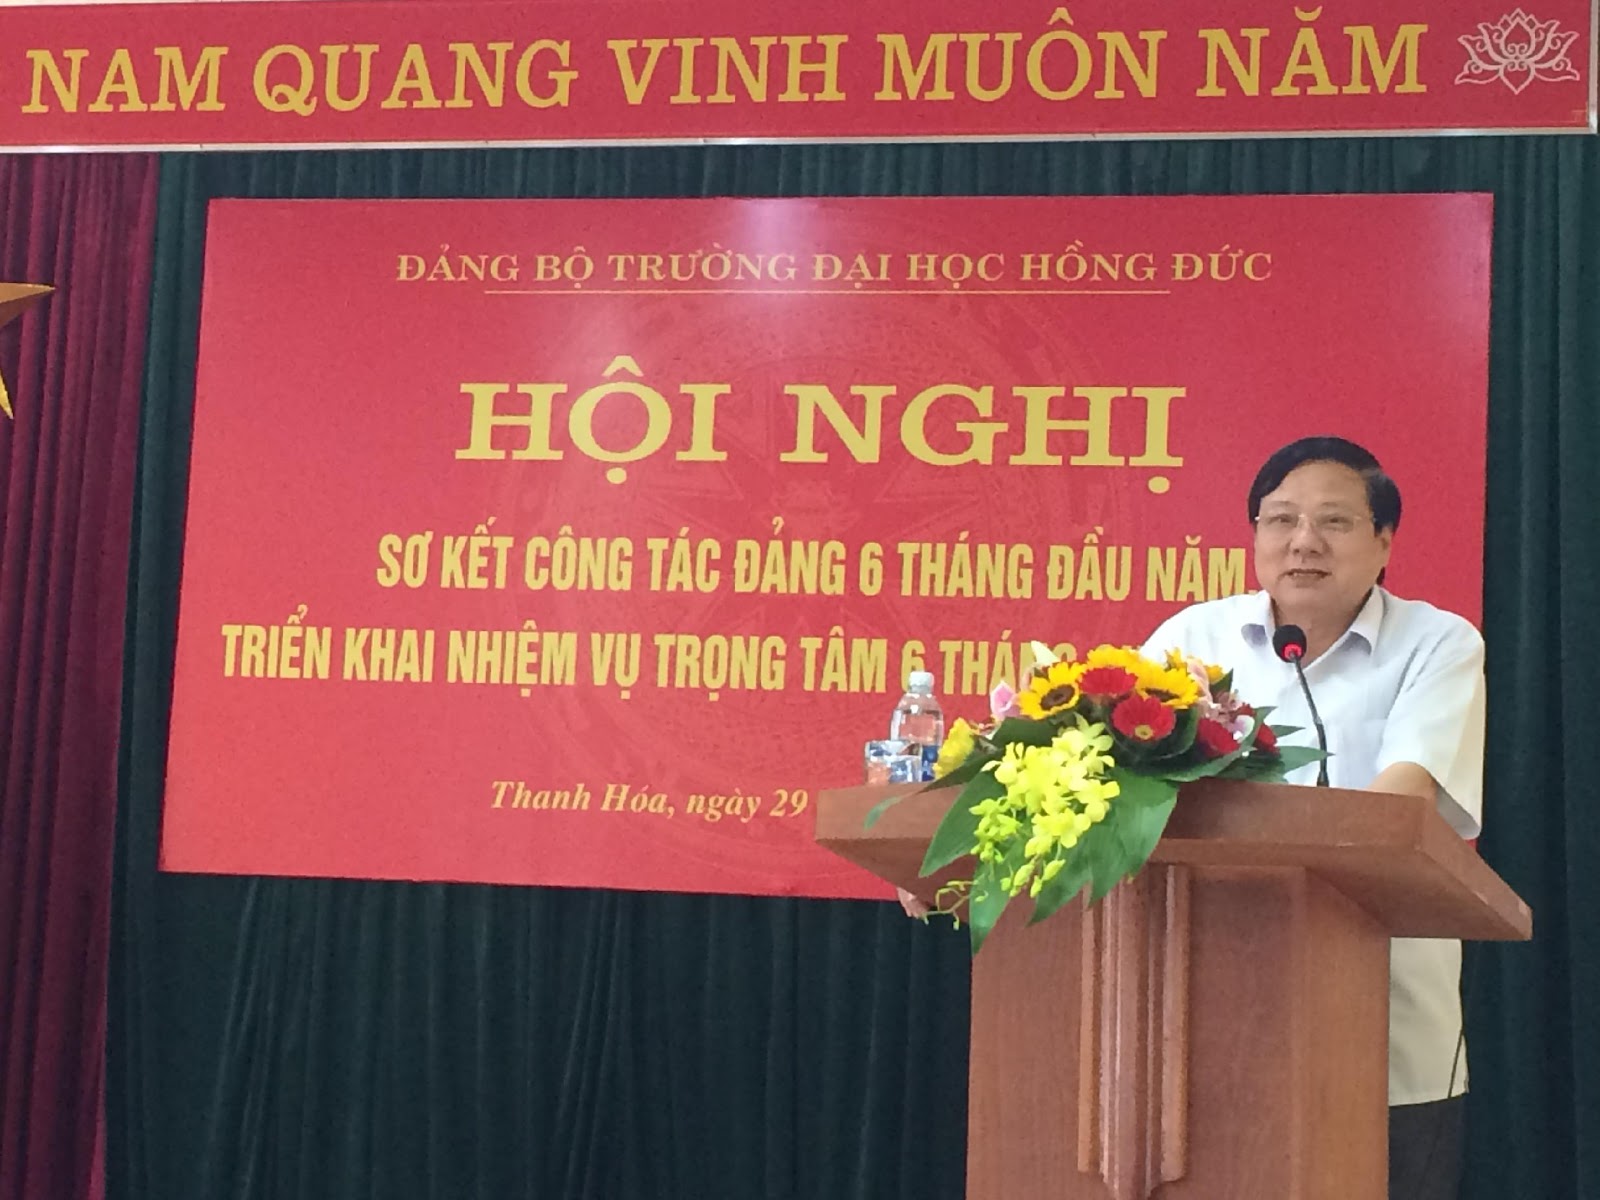 NAM QUANG VINH MUÔN NĂM
ĐẢNG BỘ TRƯỜNG ĐẠI HỌC HỒNG ĐỨC
HỘI NGHỊ
SƠ KẾT CÔNG TÁC ĐẢNG 6 THÁNG ĐẦU NĂM,
TRIỂN KHAI NHIỆM VỤ TRỌNG TÂM 6 THÁNG
Thanh Hóa, ngày 29